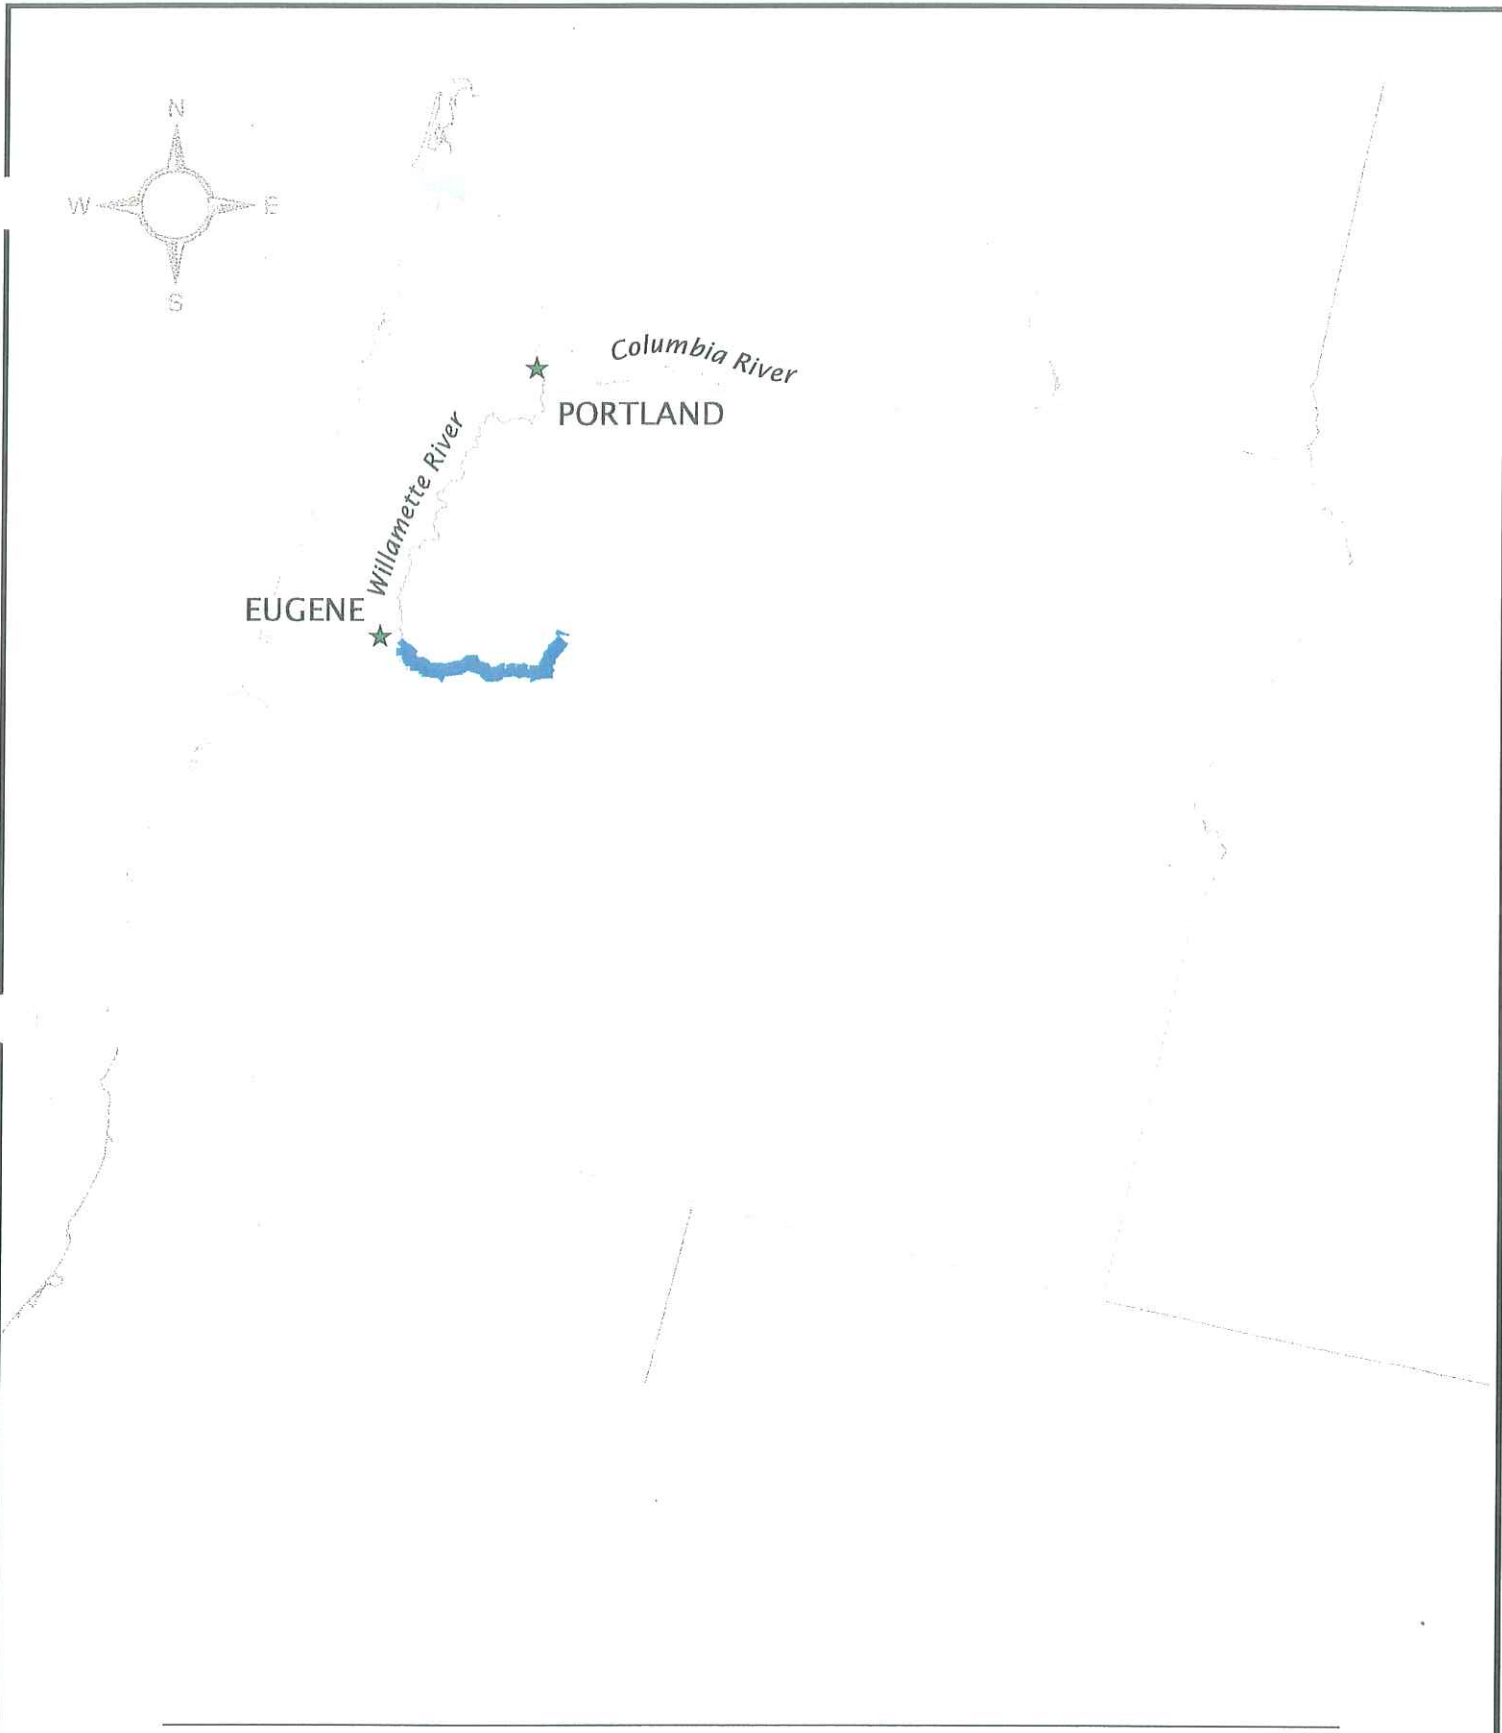 N
W E
S
Columbia River
PORTLAND
Willamette River
EUGENE